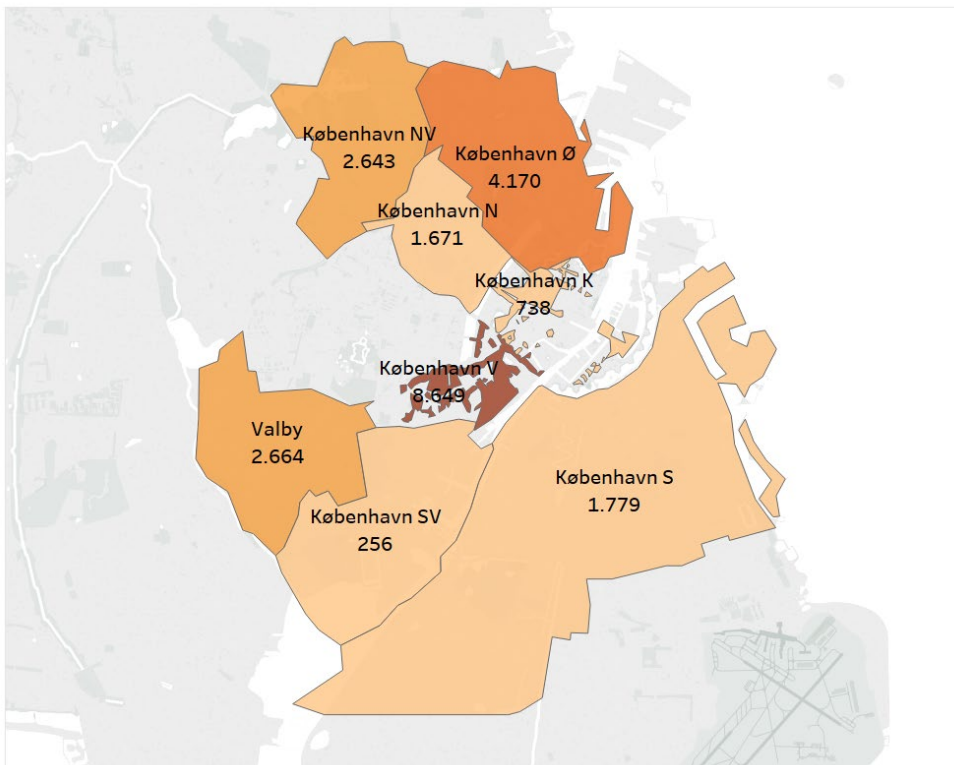 København NV
2.643
København Ø
4.170
København N
1.671
København K
738
København V
8.649
Valby
2.664
København S
1.779
København SV
256